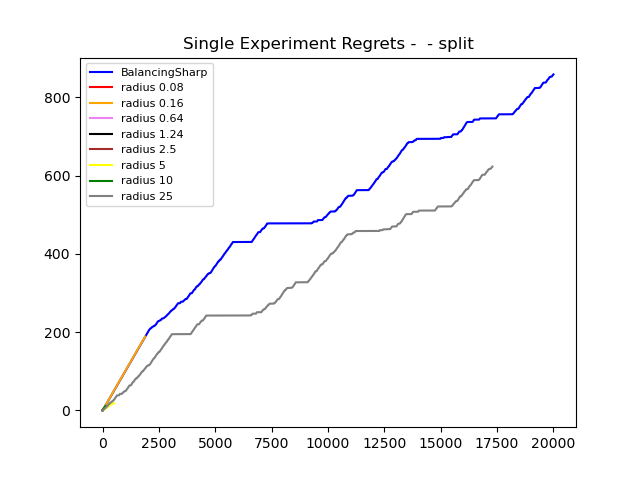 Single Experiment Regrets -  - split
BalancingSharp
radius 0.08
radius 0.16
radius 0.64
radius 1.24
radius 2.5
radius 5
radius 10
radius 25
800
600
400
200
0
0 2500 5000 7500 10000 12500 15000 17500 20000